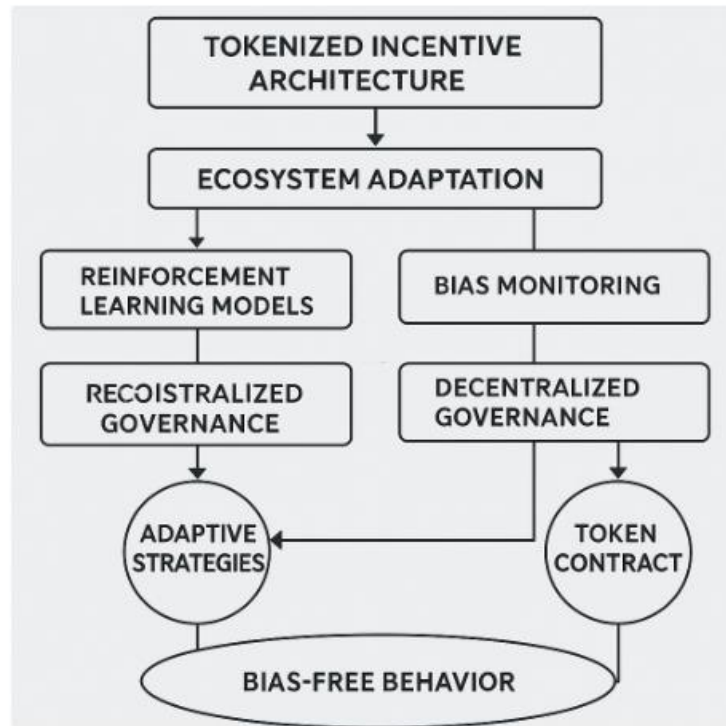 TOKENIZED INCENTIVE
ARCHITECTURE
ECOSYSTEM ADAPTATION
REINFORCEMENT
LEARNING MODELS
BIAS MONITORING
RECOISTRALIZED
GOVERNANCE
DECENTRALIZED
GOVERNANCE
ADAPTIVE
STRATEGIES
TOKEN
CONTRACT
BIAS-FREE BEHAVIOR